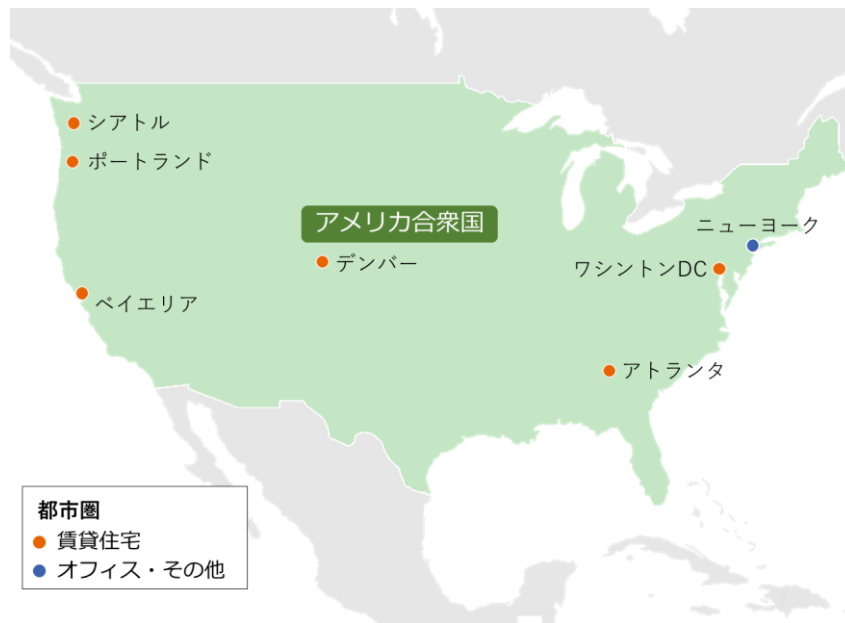 シアトル
ポートランド
アメリカ合衆国
ニューヨーク
デンバー
ワシントンDC
ベイエリア
アトランタ
都市圏
賃貸住宅
オフィス・その他